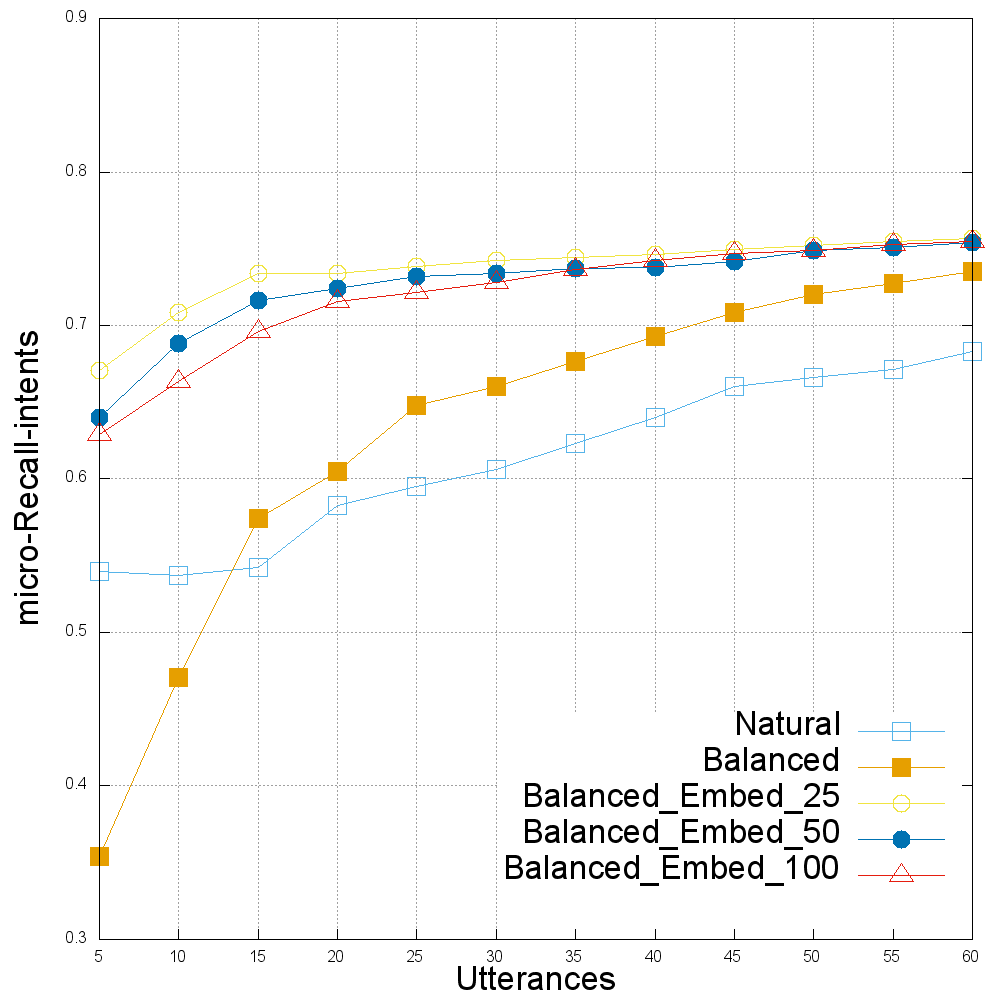 0.9
0.8
0.7
0.6
0.5
0.4
0.3
micro-Recall-intents
Natural
Balanced
Balanced_Embed_25
Balanced_Embed_50
Balanced_Embed_100
5 10 15 20 25 30 35 40 45 50 55 60
Utterances